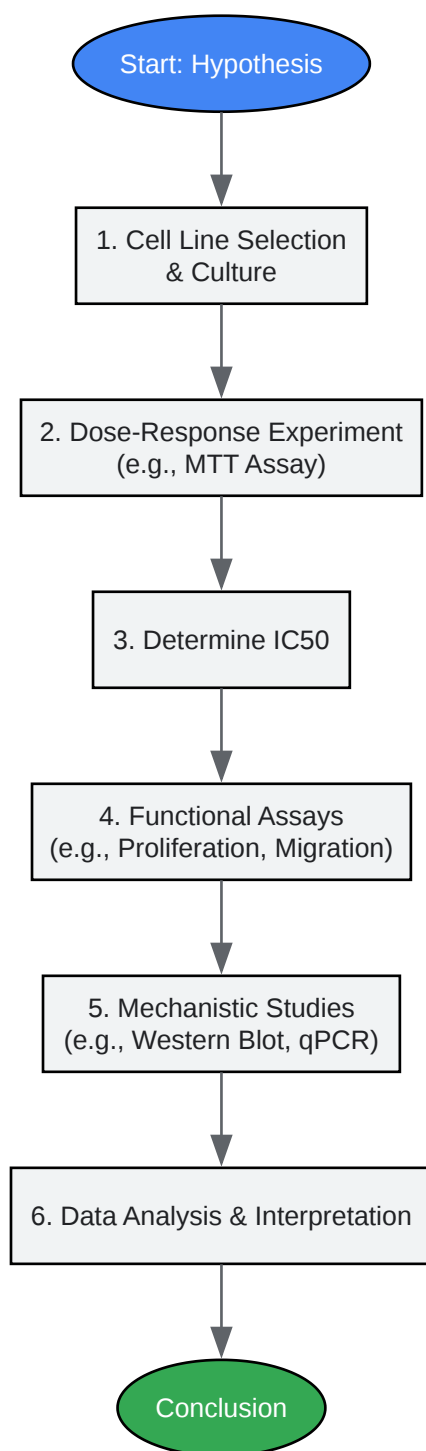 Start: Hypothesis
1. Cell Line Selection
& Culture
2. Dose-Response Experiment
(e.g., MTT Assay)
3. Determine IC50
4. Functional Assays
(e.g., Proliferation, Migration)
5. Mechanistic Studies
(e.g., Western Blot, qPCR)
6. Data Analysis & Interpretation
Conclusion